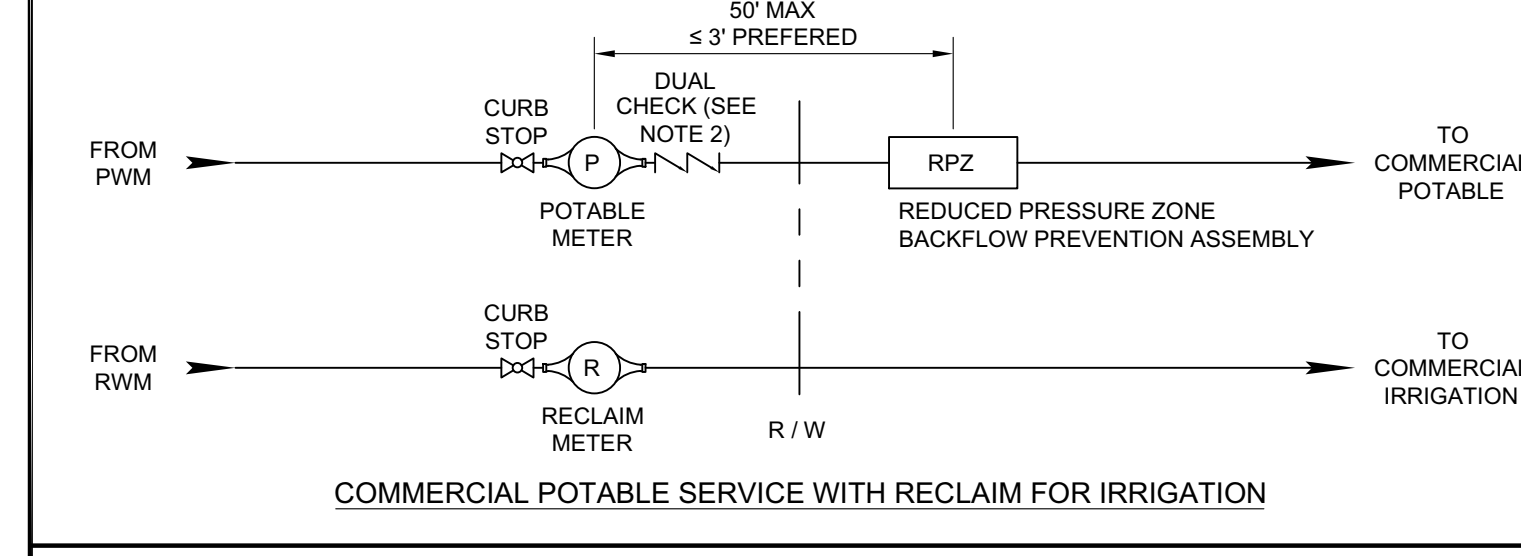 50' MAX
≤ 3' PREFERED
DUAL
CHECK (SEE
NOTE 2)
CURB
STOP
FROM
PWM
P
RPZ
TO
COMMERCIAL
POTABLE
POTABLE
METER
REDUCED PRESSURE ZONE
BACKFLOW PREVENTION ASSEMBLY
CURB
STOP
FROM
RWM
R
TO
COMMERCIAL
IRRIGATION
RECLAIM
METER
R / W
COMMERCIAL POTABLE SERVICE WITH RECLAIM FOR IRRIGATION